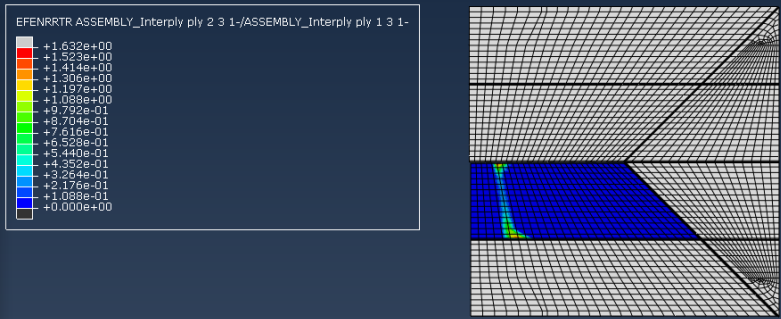 EFENRRTR ASSEMBLY_Interply ply 2 3 1-/ASSEMBLY_Interply ply 1 3 1-
+1.632e+00
+1.523e+00
+1.414e+00
+1.306e+00
+1.197e+00
+1.088e+00
+9.792e-01
+8.704e-01
+7.616e-01
+6.528e-01
+5.440e-01
+4.352e-01
+3.264e-01
+2.176e-01
+1.088e-01
+0.000e+00